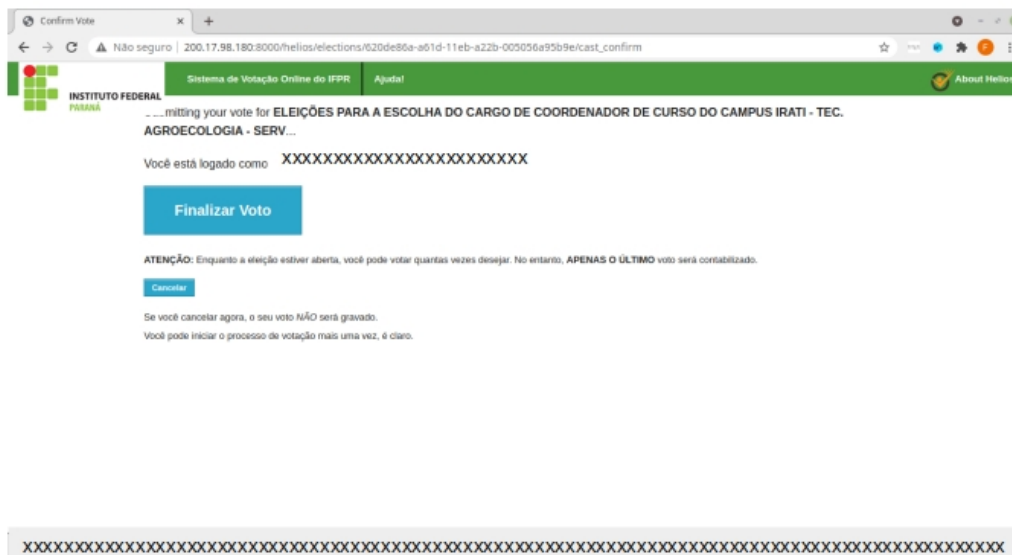 Confirm Vote
Não seguro | 200.17.98.180:8000/helios/elections/620de86a-a61d-11eb-a22b-005056a95b9e/cast_confirm
INSTITUTO FEDERAL
PARANÁ
Sistema de Votação Online do IFPR
Ajuda!
About Helios
mitting your vote for ELEIÇÕES PARA A ESCOLHA DO CARGO DE COORDENADOR DE CURSO DO CAMPUS IRATI - TEC.
AGROECOLOGIA - SERV...
Você está logado como XXXXXXXXXXXXXXXXXXXXXXXX
Finalizar Voto
ATENÇÃO: Enquanto a eleição estiver aberta, você pode votar quantas vezes desejar. No entanto, APENAS O ÚLTIMO voto será contabilizado.
Cancelar
Se você cancelar agora, o seu voto NÃO será gravado.
Você pode iniciar o processo de votação mais uma vez, é claro.